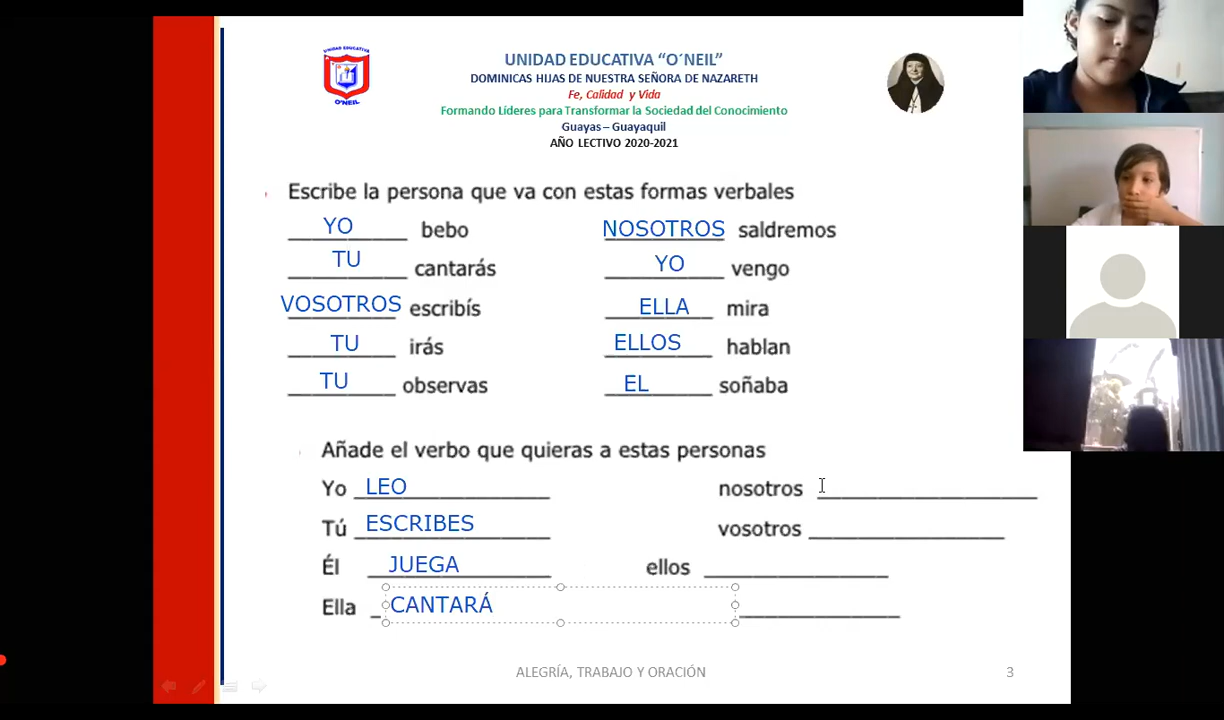 UNIDAD EDUCATIVA
O´NEIL
UNIDAD EDUCATIVA “O´NEIL”
DOMINICAS HIJAS DE NUESTRA SEÑORA DE NAZARETH
Fe, Calidad y Vida
Formando Líderes para Transformar la Sociedad del Conocimiento
Guayas – Guayaquil
AÑO LECTIVO 2020-2021
Escribe la persona que va con estas formas verbales
YO bebo NOSOTROS saldremos
TU cantarás YO vengo
VOSOTROS escribís ELLA mira
TU irás ELLOS hablan
TU observas EL soñaba
Añade el verbo que quieras a estas personas
Yo LEO nosotros
Tú ESCRIBES vosotros
Él JUEGA ellos
Ella CANTARÁ
ALEGRÍA, TRABAJO Y ORACIÓN 3